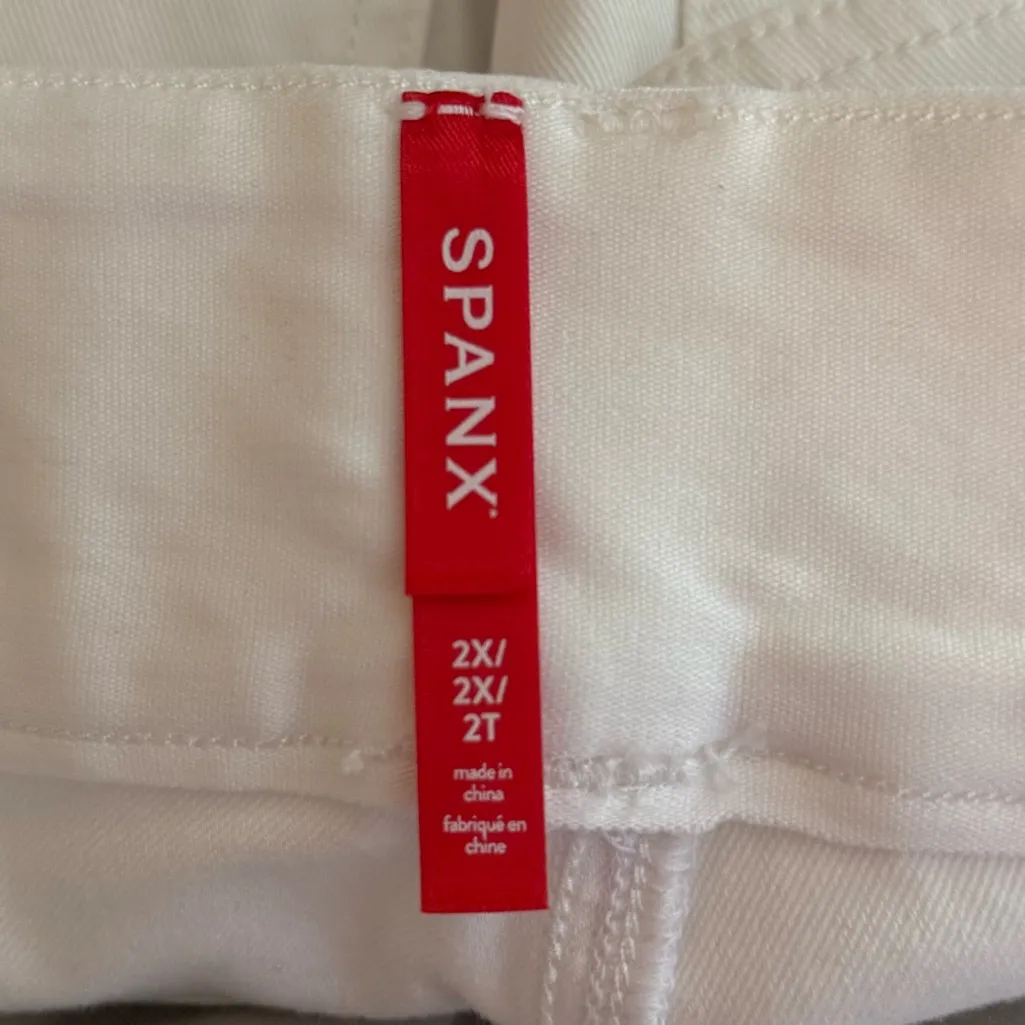 SPANX
2X/
2X/
2T
made in
china
fabriqué en
chine